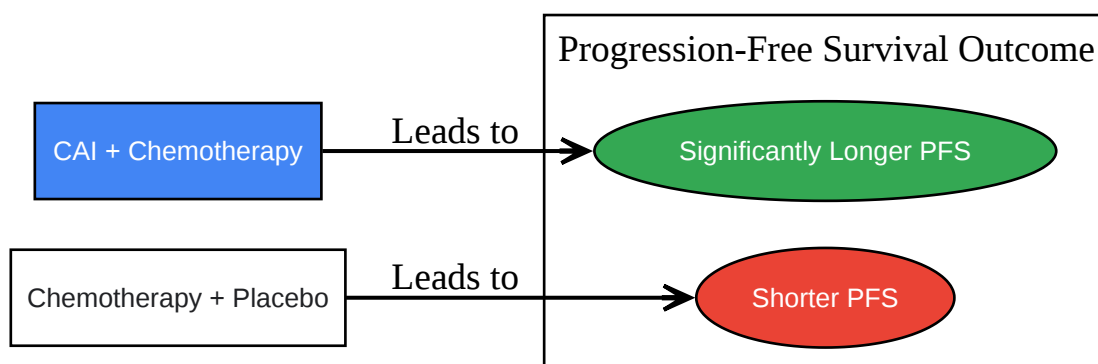 Progression-Free Survival Outcome
CAI + Chemotherapy
Leads to
Significantly Longer PFS
Chemotherapy + Placebo
Leads to
Shorter PFS